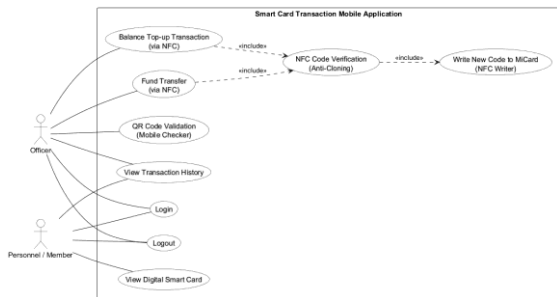 Smart Card Transaction Mobile Application
Balance Top-up Transaction
(via NFC)
«include»
NFC Code Verification
(Anti-Cloning)
«include»
Write New Code to MiCard
(NFC Writer)
Fund Transfer
(via NFC)
«include»
QR Code Validation
(Mobile Checker)
Officer
View Transaction History
Login
Personnel / Member
Logout
View Digital Smart Card